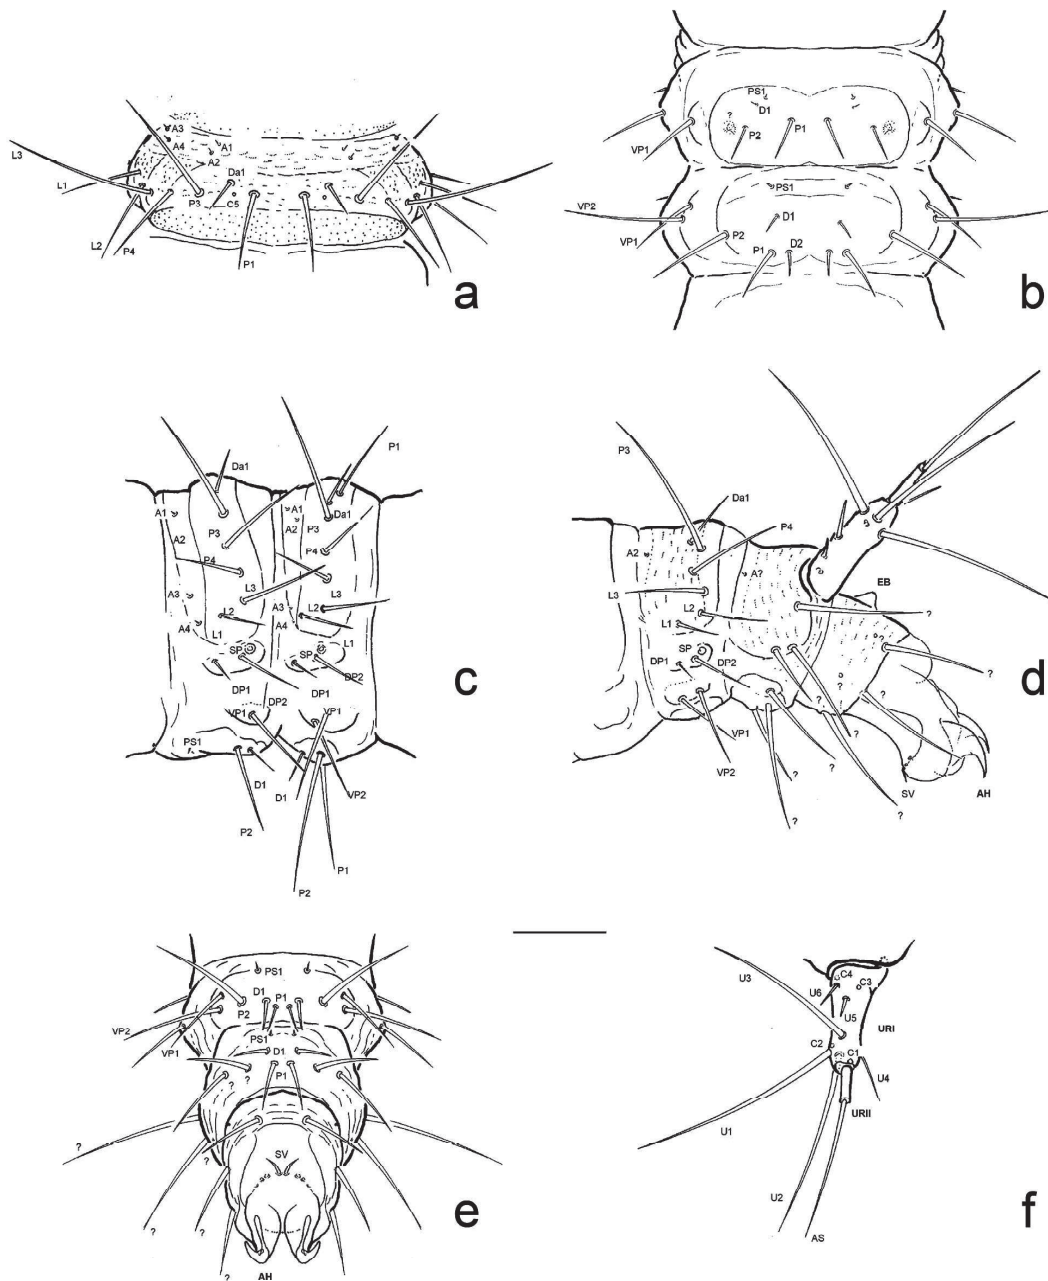 A3
A4
A1
A2
L3
L1
Da1
P3
C5
L2
P4
P1
a
PS1
D1
?
P2
P1
VP1
PS1
VP2
D1
VP1
P2
P1
D2
b
P1
Da1
A1
A1
A2
P3
Da1
A2
P3
P4
P4
L3
L3
A3
L2
A3
L2
A4
L1
A4
L1
SP
SP
DP2
DP1
DP1
DP2
VP1
VP1
PS1
D1
D1
VP2
P2
P1
P2
c
P3
Da1
P4
A2
A?
EB
L3
L2
?
L1
SP
DP1
DP2
?
?
VP1
?
?
VP2
?
?
SV
AH
?
?
d
PS1
D1
P1
P2
VP2
VP1
PS1
D1
P1
?
?
?
?
SV
?
?
?
AH
e
U3
C4
C3
U6
U5
URI
C2
C1
U4
URII
U1
U2
AS
f